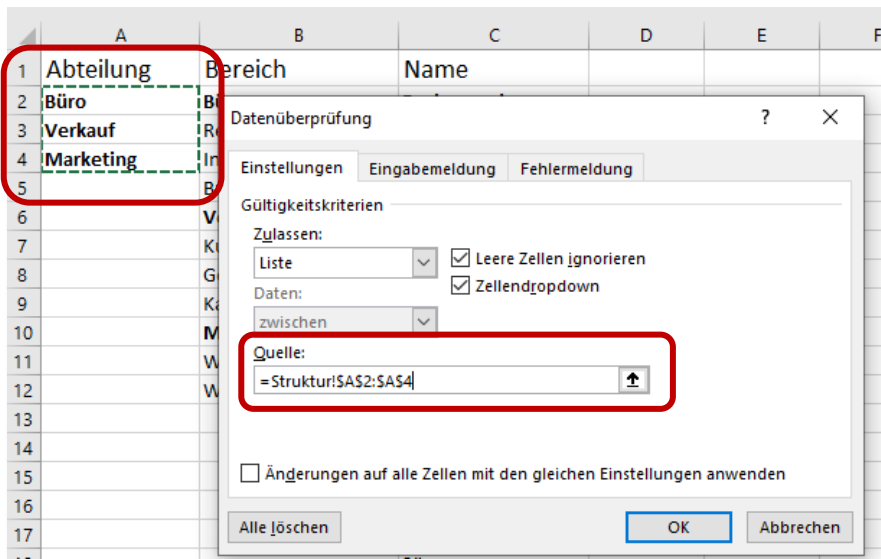 A B C D E F
1 Abteilung Bereich Name
2 Büro
3 Verkauf
4 Marketing
5
6
7
8
9
10
11
12
13
14
15
16
17
Datenüberprüfung ?
Einstellungen Eingabemeldung Fehlermeldung
Gültigkeitskriterien
Zulassen:
Liste
Leere Zellen ignorieren
Zellendropdown
Daten:
zwischen
Quelle:
=Struktur!$A$2:$A$4
Änderungen auf alle Zellen mit den gleichen Einstellungen anwenden
Alle löschen OK Abbrechen